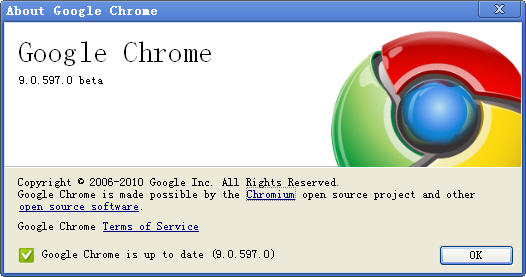 About Google Chrome
Google Chrome
9.0.597.0 beta
Copyright © 2006-2010 Google Inc. All Rights Reserved.
Google Chrome is made possible by the Chromium open source project and other
open source software.
Google Chrome Terms of Service
Google Chrome is up to date (9.0.597.0)
OK